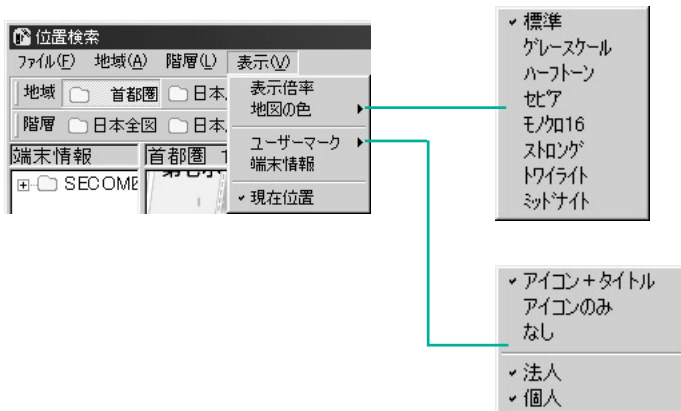 位置検索
ファイル(F) 地域(A) 階層(L) 表示(V)
地域 首都圏 日本
階層 日本全図 日本
端末情報 首都圏 1
SECOME
表示倍率
地図の色
ユーザーマーク
端末情報
現在位置
標準
グレースケール
ハーフトーン
セピア
モノクロ16
ストロング
トワイライト
ミッドナイト
アイコン+タイトル
アイコンのみ
なし
法人
個人